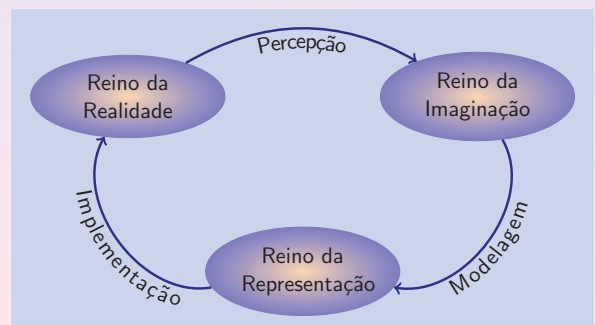 Percepção
Reino da
Realidade
Reino da
Imaginação
Implementação
Modelagem
Reino da
Representação